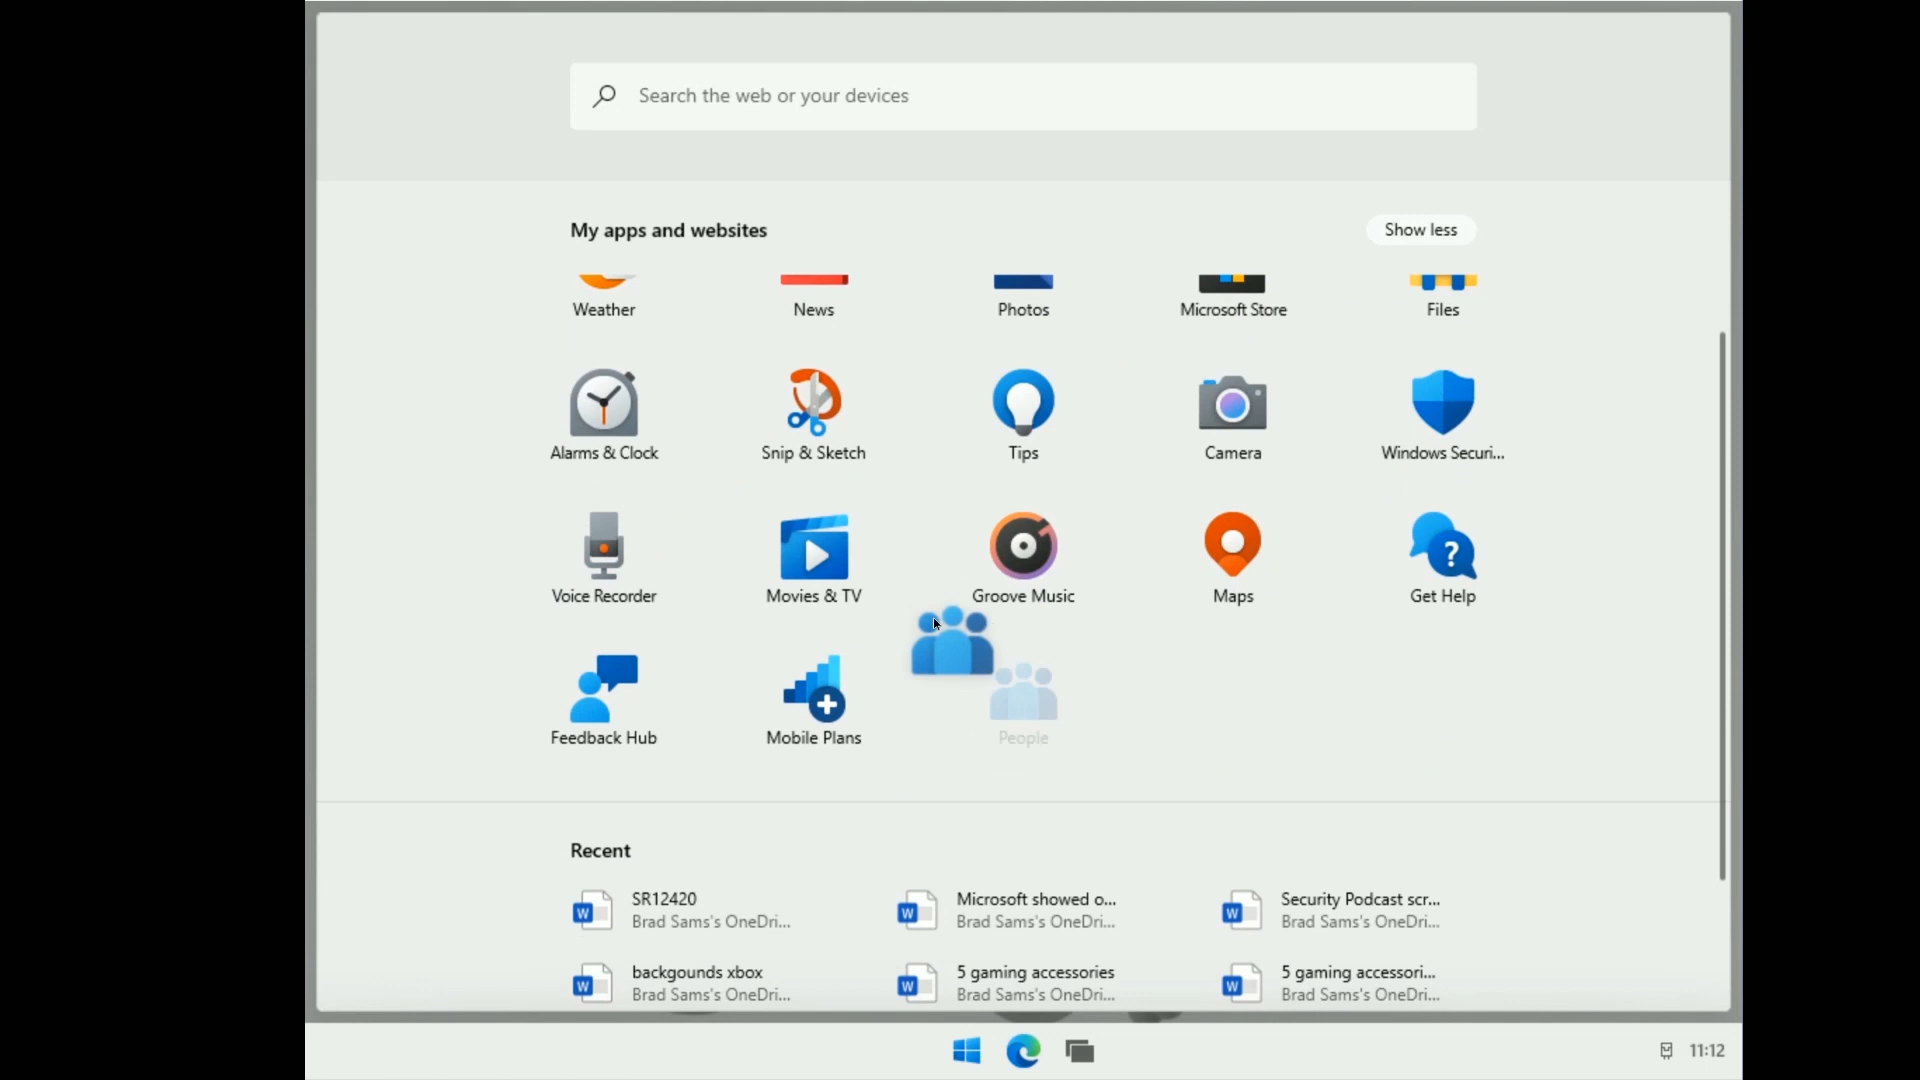 Search the web or your devices
My apps and websites
Show less
Weather
News
Photos
Microsoft Store
Files
Alarms & Clock
Snip & Sketch
Tips
Camera
Windows Securi...
Voice Recorder
Movies & TV
Groove Music
Maps
Get Help
Feedback Hub
Mobile Plans
People
Recent
SR12420
Brad Sams's OneDri...
Microsoft showed o...
Brad Sams's OneDri...
Security Podcast scr...
Brad Sams's OneDri...
backgounds xbox
Brad Sams's OneDri...
5 gaming accessories
Brad Sams's OneDri...
5 gaming accessori...
Brad Sams's OneDri...
11:12